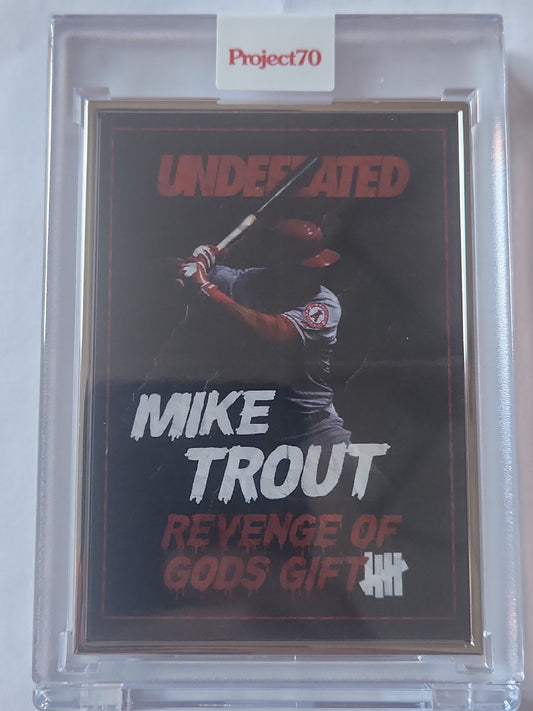 Project70
UNDEFEATED
MIKE
TROUT
REVENGE OF
GODS GIFT